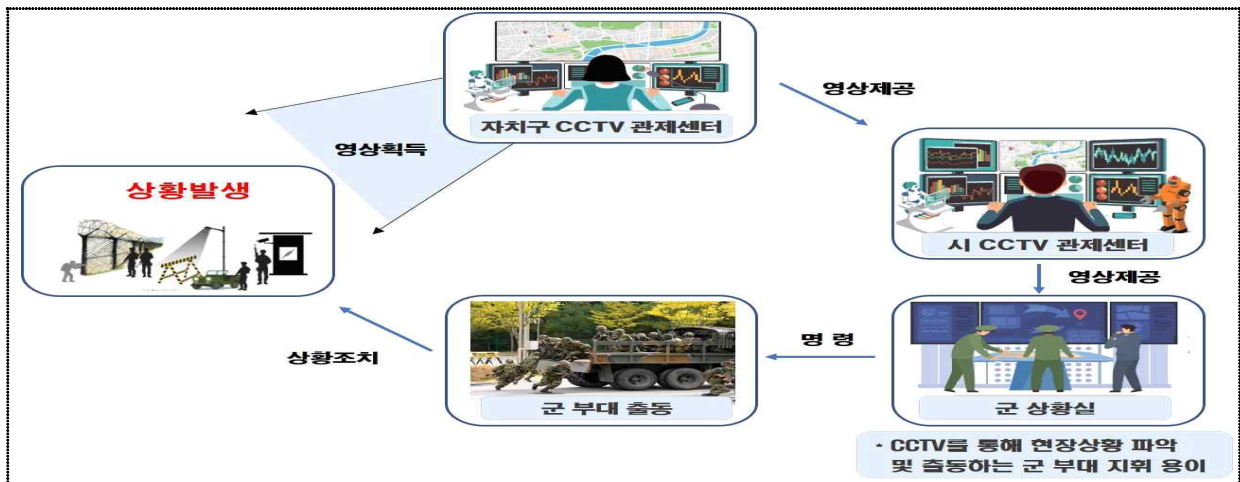 자치구 CCTV 관제센터
영상제공
영상획득
상황발생
시 CCTV 관제센터
영상제공
명 령
상황조치
군 부대 출동
군 상황실
· CCTV를 통해 현장상황 파악
및 출동하는 군 부대 지휘 용이